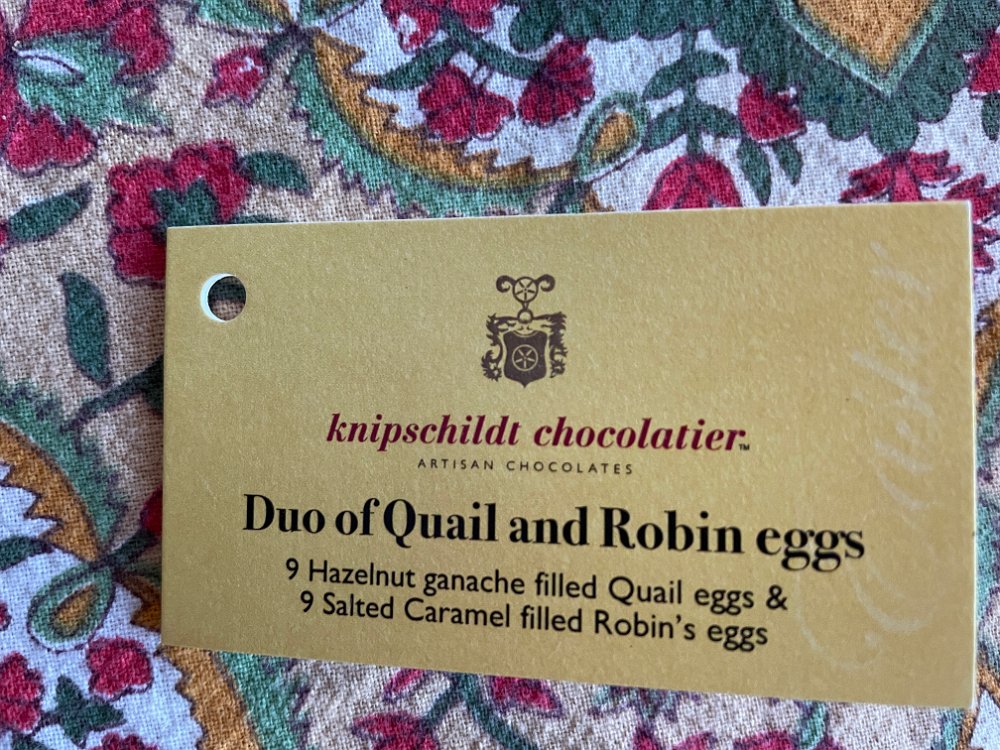 knipschildt chocolatier™
ARTISAN CHOCOLATES
Duo of Quail and Robin eggs
9 Hazelnut ganache filled Quail eggs &
9 Salted Caramel filled Robin's eggs